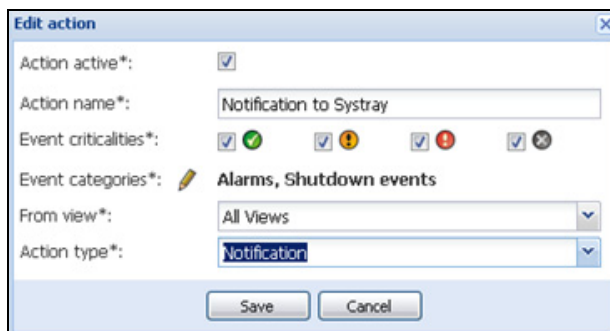 Edit action
Action active*:
Action name*: Notification to Systray
Event criticalities*:
Event categories*: Alarms, Shutdown events
From view*: All Views
Action type*: Notification
Save Cancel